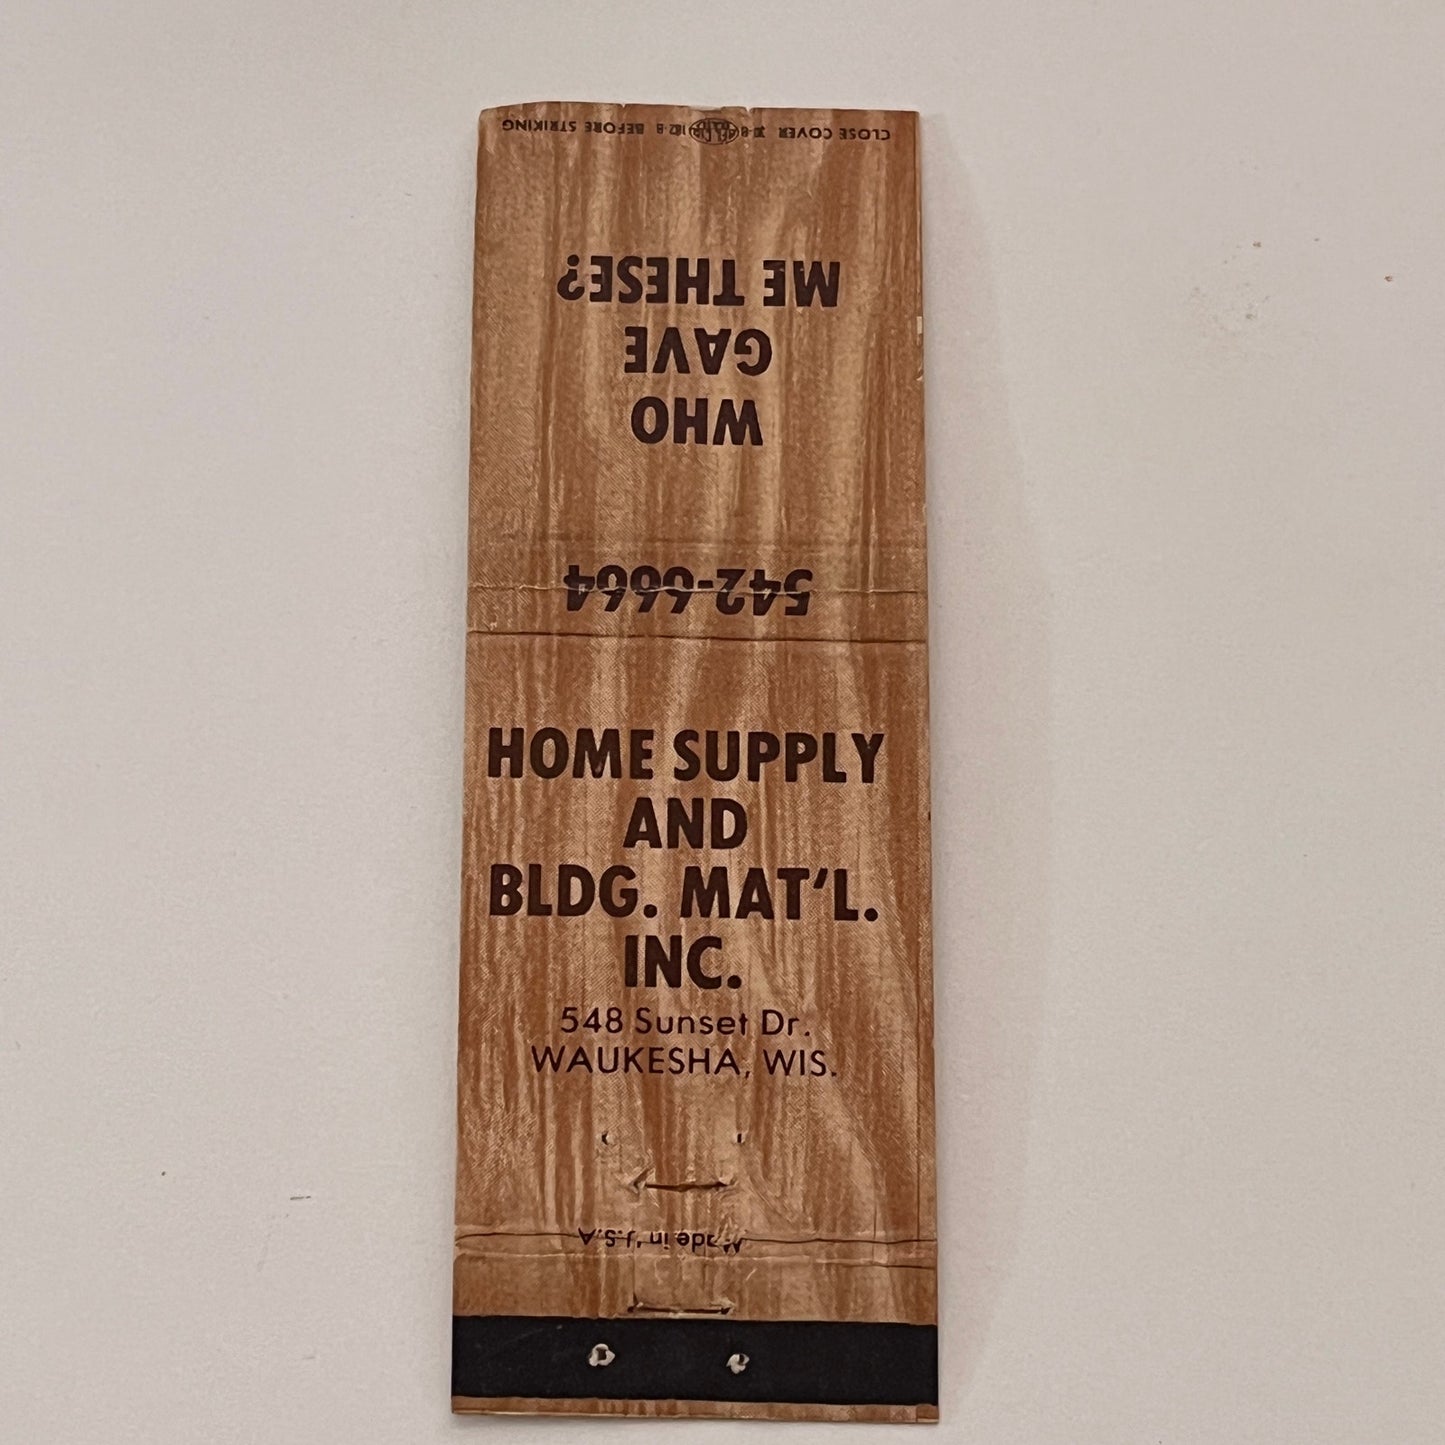 CLOSE COVER BEFORE STRIKING
WHO
GAVE
ME THESE?
542-6664
HOME SUPPLY
AND
BLDG. MAT'L.
INC.
548 Sunset Dr.
WAUKESHA, WIS.
Made in U.S.A